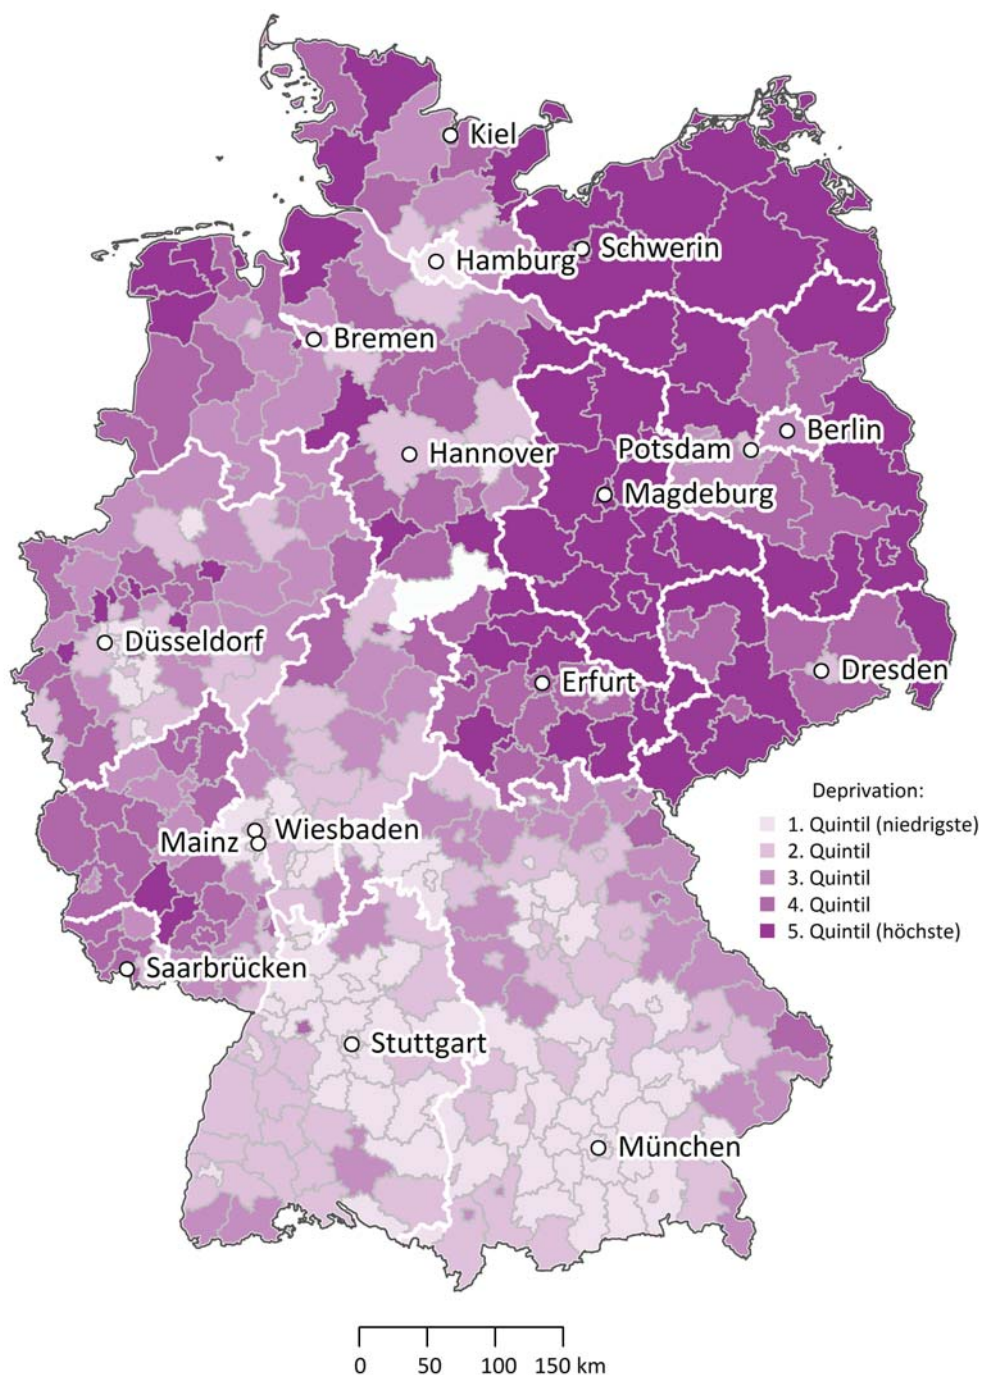 Kiel
Schwerin
Hamburg
Bremen
Berlin
Potsdam
Hannover
Magdeburg
Düsseldorf
Dresden
Erfurt
Deprivation:
1. Quintil (niedrigste)
2. Quintil
3. Quintil
4. Quintil
5. Quintil (höchste)
Wiesbaden
Mainz
Saarbrücken
Stuttgart
München
0 50 100 150 km